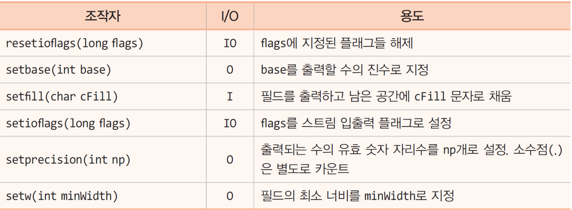 조작자 I/O 용도
resetioflags(long flags) IO flags에 지정된 플래그들 해제
setbase(int base) O base를 출력할 수의 진수로 지정
setfill(char cFill) I 필드를 출력하고 남은 공간에 cFill 문자로 채움
setioflags(long flags) IO flags를 스트림 입출력 플래그로 설정
setprecision(int np) O 출력되는 수의 유효 숫자 자리수를 np개로 설정. 소수점(.)
은 별도로 카운트
setw(int minWidth) O 필드의 최소 너비를 minWidth로 지정